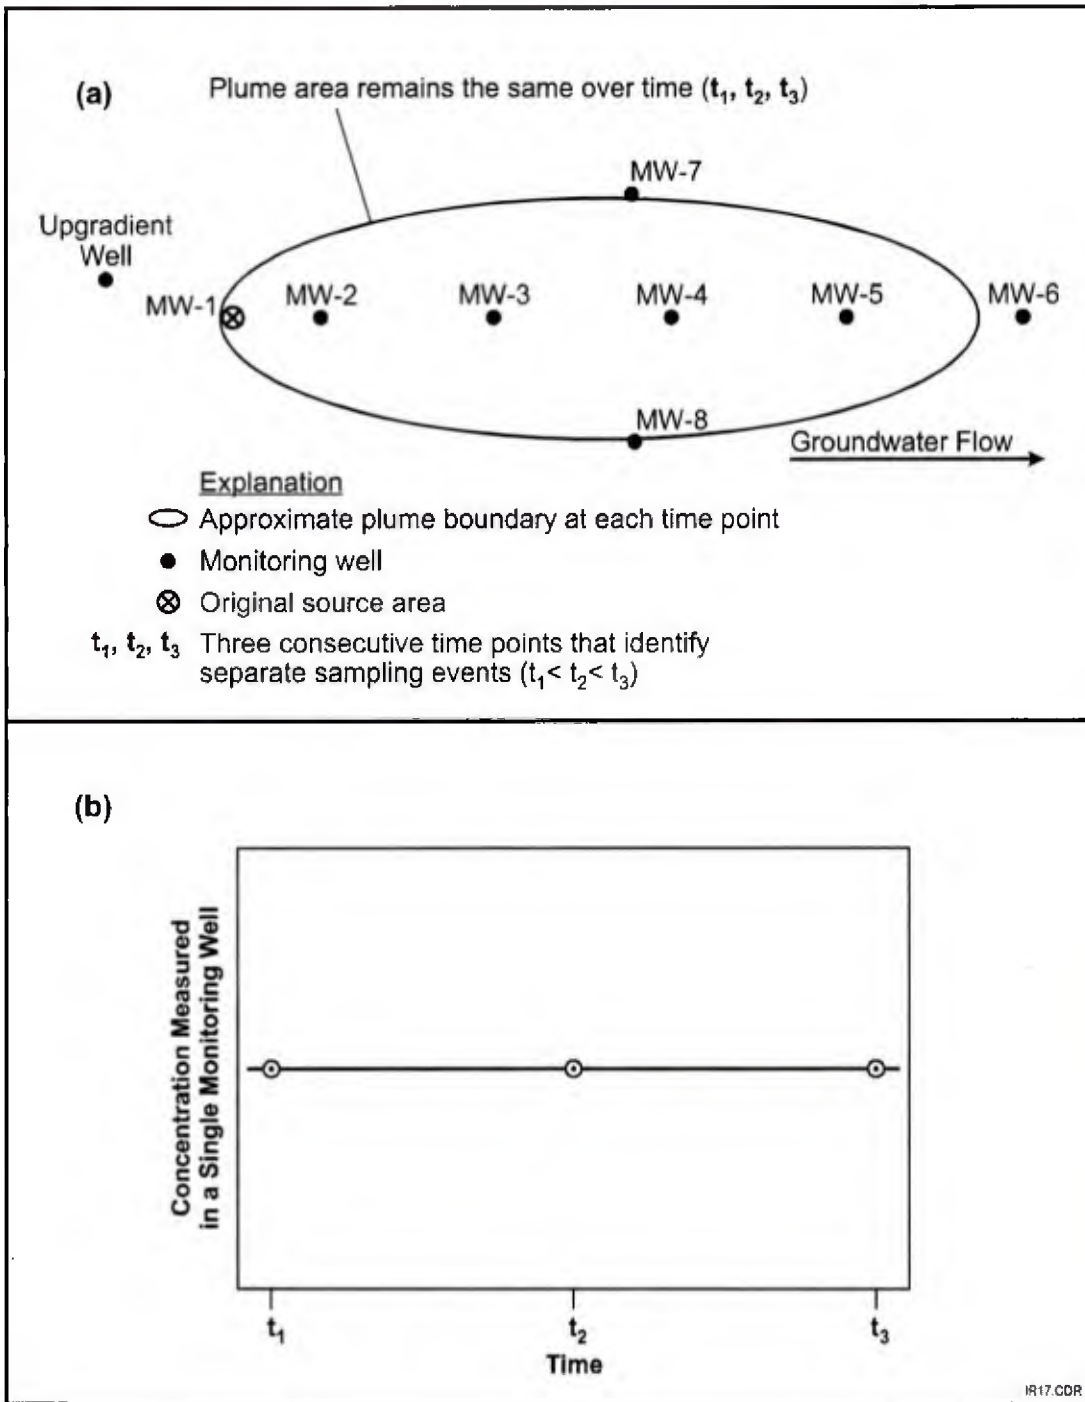 (a)
Plume area remains the same over time (t1, t2, t3)
MW-7
Upgradient
Well
MW-1
MW-2
MW-3
MW-4
MW-5
MW-6
MW-8
Groundwater Flow
Explanation
Approximate plume boundary at each time point
Monitoring well
Original source area
t1, t2, t3 Three consecutive time points that identify
separate sampling events (t1< t2< t3)
(b)
Concentration Measured
in a Single Monitoring Well
t1
t2
t3
Time
IR17.CDR